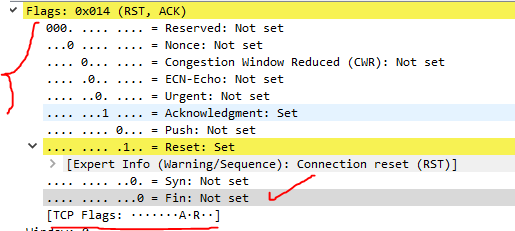 Flags: 0x014 (RST, ACK)
000. .... .... = Reserved: Not set
...0 .... .... = Nonce: Not set
.... 0... .... = Congestion Window Reduced (CWR): Not set
.... .0.. .... = ECN-Echo: Not set
.... ..0. .... = Urgent: Not set
.... ...1 .... = Acknowledgment: Set
.... .... 0... = Push: Not set
.... .... .1.. = Reset: Set
[Expert Info (Warning/Sequence): Connection reset (RST)]
.... .... ..0. = Syn: Not set
.... .... ...0 = Fin: Not set
[TCP Flags: ·······A·R··]